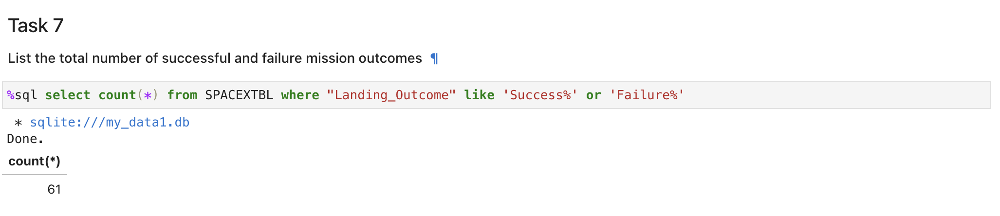 Task 7
List the total number of successful and failure mission outcomes ¶
%sql select count(*) from SPACEXTBL where "Landing_Outcome" like 'Success%' or 'Failure%'
* sqlite:///my_data1.db
Done.
count(*)
61